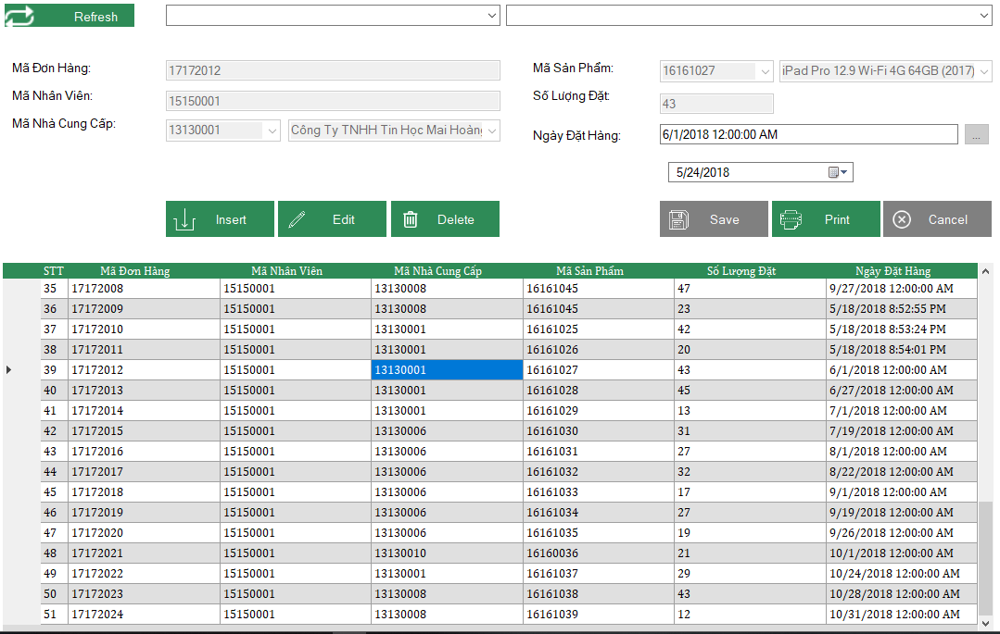 Refresh
Mã Đơn Hàng: 17172012 Mã Sản Phẩm: 16161027 iPad Pro 12.9 Wi-Fi 4G 64GB (2017)
Mã Nhân Viên: 15150001 Số Lượng Đặt: 43
Mã Nhà Cung Cấp: 13130001 Công Ty TNHH Tin Học Mai Hoàng Ngày Đặt Hàng: 6/1/2018 12:00:00 AM ...
5/24/2018
Insert Edit Delete Save Print Cancel
STT Mã Đơn Hàng Mã Nhân Viên Mã Nhà Cung Cấp Mã Sản Phẩm Số Lượng Đặt Ngày Đặt Hàng
35 17172008 15150001 13130008 16161045 47 9/27/2018 12:00:00 AM
36 17172009 15150001 13130008 16161045 23 5/18/2018 8:52:55 PM
37 17172010 15150001 13130001 16161025 42 5/18/2018 8:53:24 PM
38 17172011 15150001 13130001 16161026 20 5/18/2018 8:54:01 PM
39 17172012 15150001 13130001 16161027 43 6/1/2018 12:00:00 AM
40 17172013 15150001 13130001 16161028 45 6/27/2018 12:00:00 AM
41 17172014 15150001 13130001 16161029 13 7/1/2018 12:00:00 AM
42 17172015 15150001 13130006 16161030 31 7/19/2018 12:00:00 AM
43 17172016 15150001 13130006 16161031 27 8/1/2018 12:00:00 AM
44 17172017 15150001 13130006 16161032 32 8/22/2018 12:00:00 AM
45 17172018 15150001 13130006 16161033 17 9/1/2018 12:00:00 AM
46 17172019 15150001 13130006 16161034 27 9/19/2018 12:00:00 AM
47 17172020 15150001 13130006 16161035 19 9/26/2018 12:00:00 AM
48 17172021 15150001 13130010 16160036 21 10/1/2018 12:00:00 AM
49 17172022 15150001 13130001 16161037 29 10/24/2018 12:00:00 AM
50 17172023 15150001 13130008 16161038 43 10/28/2018 12:00:00 AM
51 17172024 15150001 13130008 16161039 12 10/31/2018 12:00:00 AM